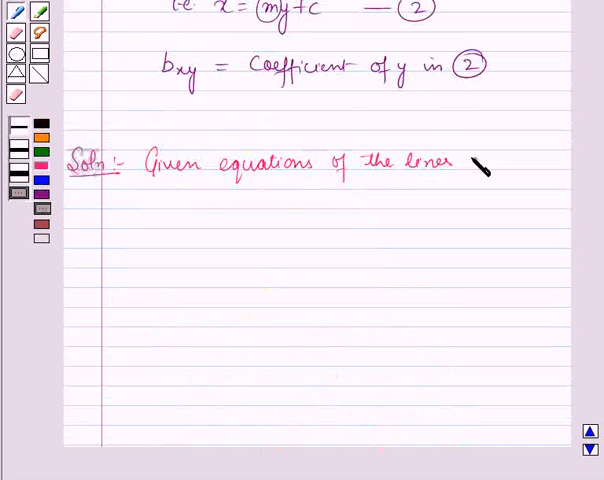 i.e. x = my + c — 2
bxy = Coefficient of y in 2
Soln:- Given equations of the lines